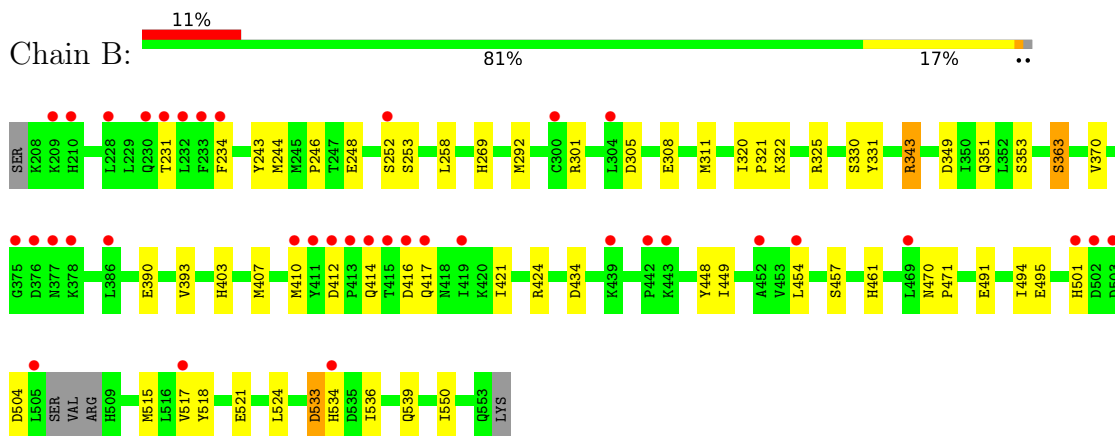 11%
Chain B:
81%
17%
••
SER K208 K209 H210 L228 L229 Q230 T231 L232 F233 F234 Y243 M244 M245 P246 T247 E248 S252 S253 L258 H269 M292 C300 R301 L304 D305 E308 M311 I320 P321 K322 R325 S330 Y331 R343 D349 I350 Q351 L352 S353 S363 V370
G375 D376 N377 K378 L386 E390 V393 H403 M407 M410 Y411 D412 P413 Q414 T415 D416 Q417 N418 I419 K420 I421 R424 D434 K439 P442 K443 Y448 I449 A452 V453 L454 S457 H461 L469 N470 P471 E491 I494 E495 H501 D502 D503
D504 L505 SER VAL ARG H509 M515 L516 V517 Y518 E521 L524 D533 H534 D535 I536 Q539 I550 Q553 LYS